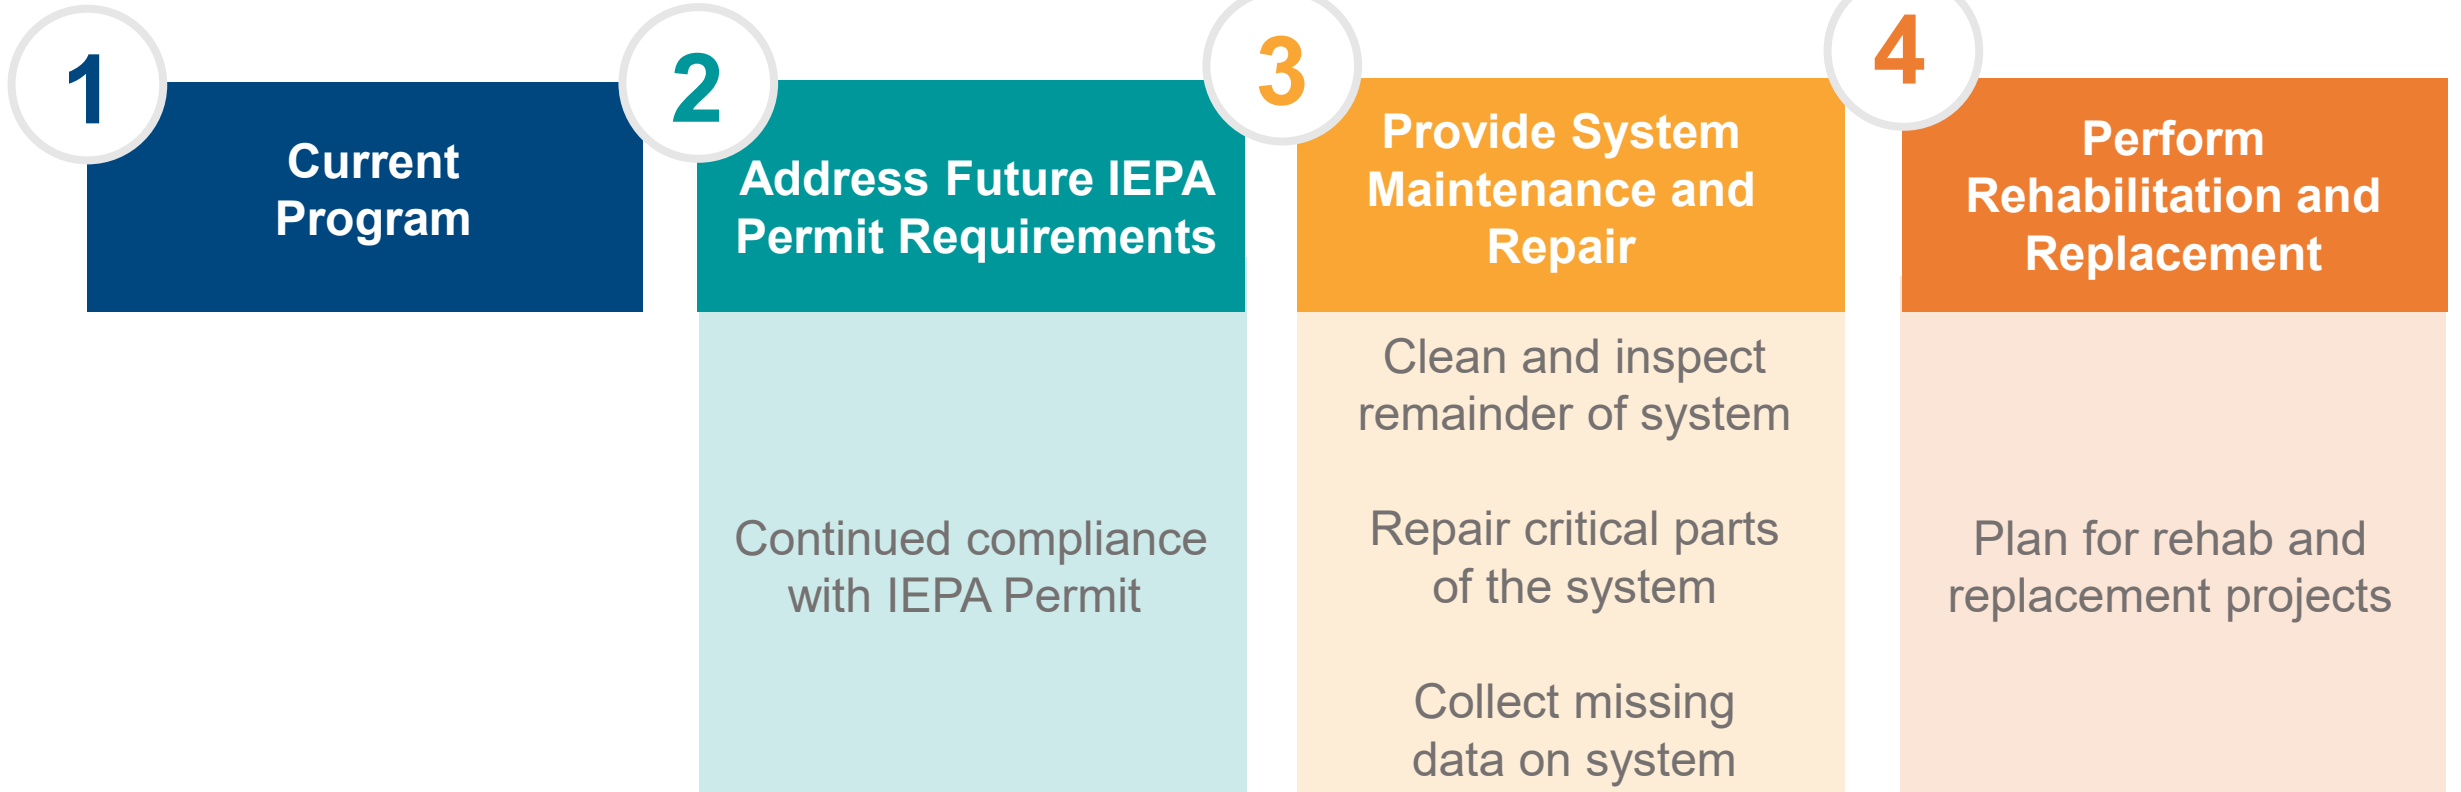 1
Current
Program
2
Address Future IEPA
Permit Requirements
Continued compliance
with IEPA Permit
3
Provide System
Maintenance and
Repair
Clean and inspect
remainder of system
Repair critical parts
of the system
Collect missing
data on system
4
Perform
Rehabilitation and
Replacement
Plan for rehab and
replacement projects